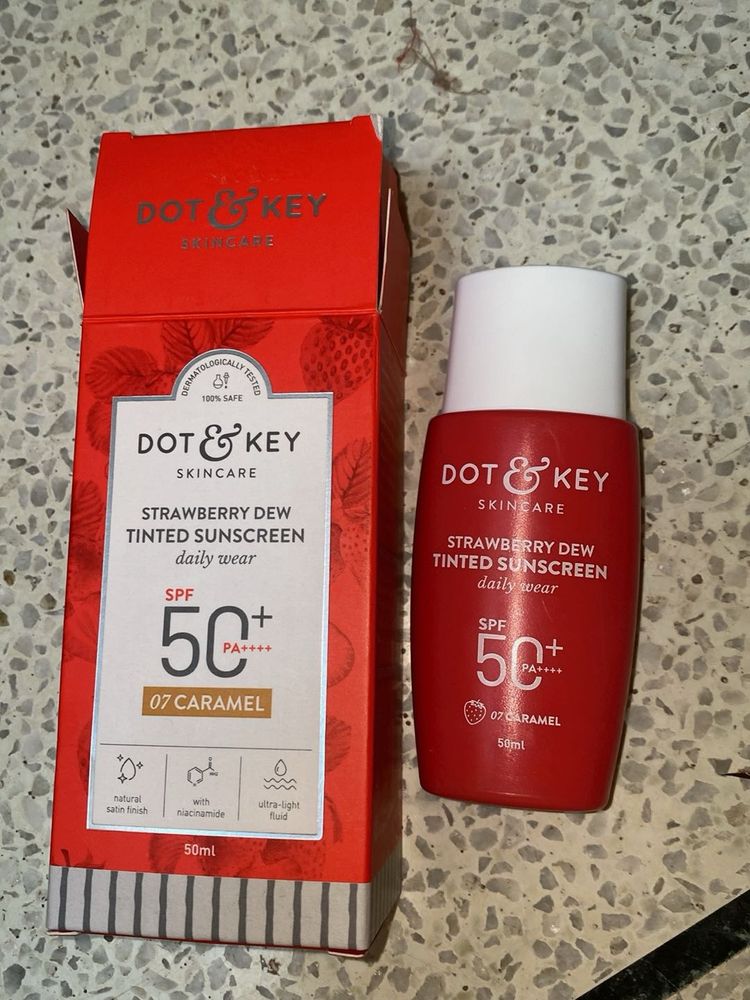 DOT & KEY
SKINCARE
DERMATOLOGICALLY TESTED
100% SAFE
DOT & KEY
SKINCARE
STRAWBERRY DEW
TINTED SUNSCREEN
daily wear
SPF
50+
PA++++
07 CARAMEL
natural
satin finish
with
niacinamide
ultra-light
fluid
50ml
DOT & KEY
SKINCARE
STRAWBERRY DEW
TINTED SUNSCREEN
daily wear
SPF
50+
PA++++
07 CARAMEL
50ml